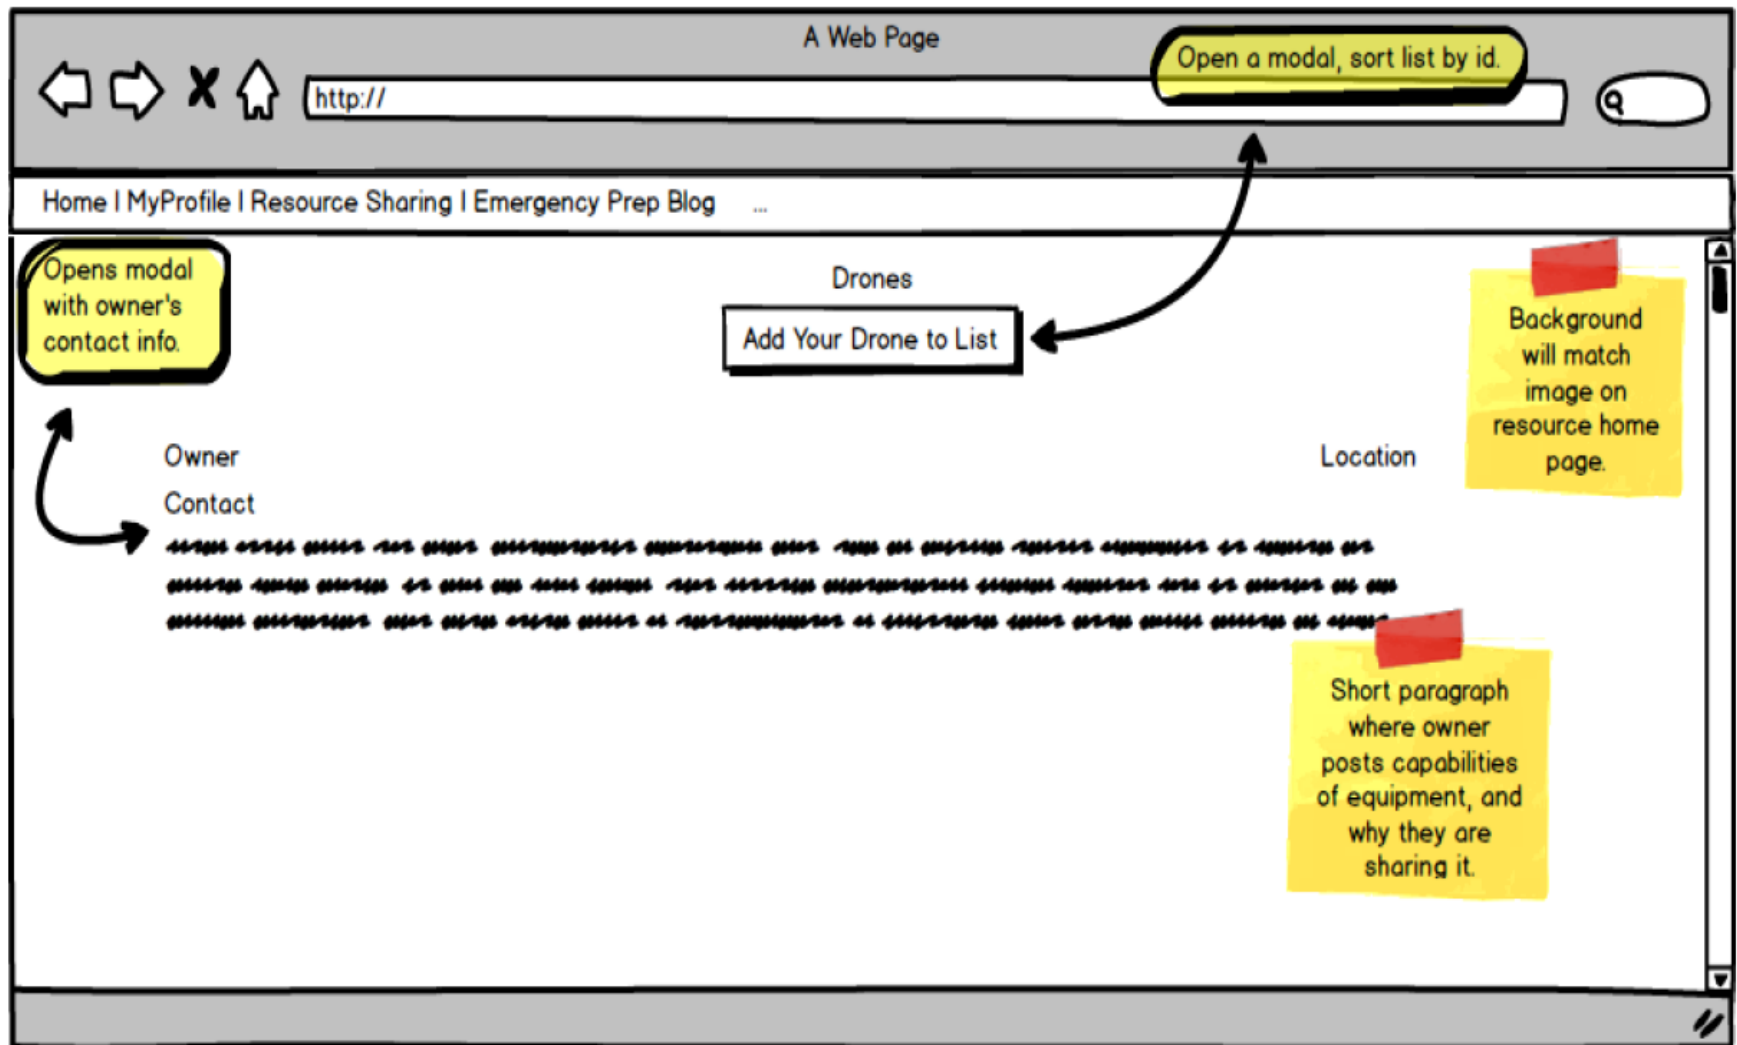 A Web Page
Open a modal, sort list by id.
http://
Home | MyProfile | Resource Sharing | Emergency Prep Blog ...
Opens modal
with owner's
contact info.
Drones
Add Your Drone to List
Background
will match
image on
resource home
page.
Owner
Location
Contact
Short paragraph
where owner
posts capabilities
of equipment, and
why they are
sharing it.